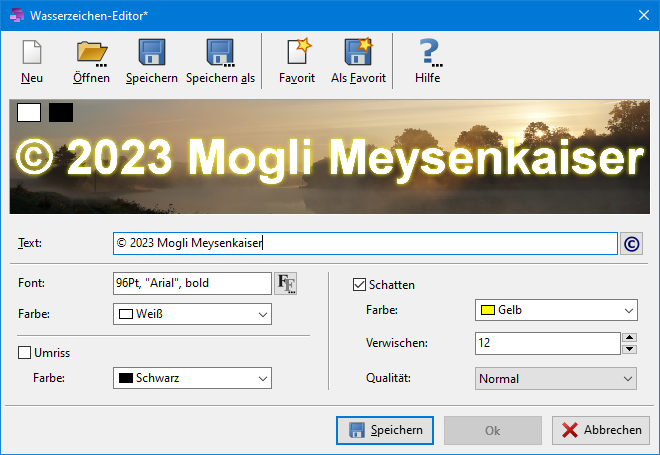 Wasserzeichen-Editor*
Neu Öffnen Speichern Speichern als Favorit Als Favorit Hilfe
© 2023 Mogli Meysenkaiser
Text: © 2023 Mogli Meysenkaiser ©
Font: 96Pt, "Arial", bold
Farbe: Weiß
Umriss
Farbe: Schwarz
Schatten
Farbe: Gelb
Verwischen: 12
Qualität: Normal
Speichern Ok Abbrechen